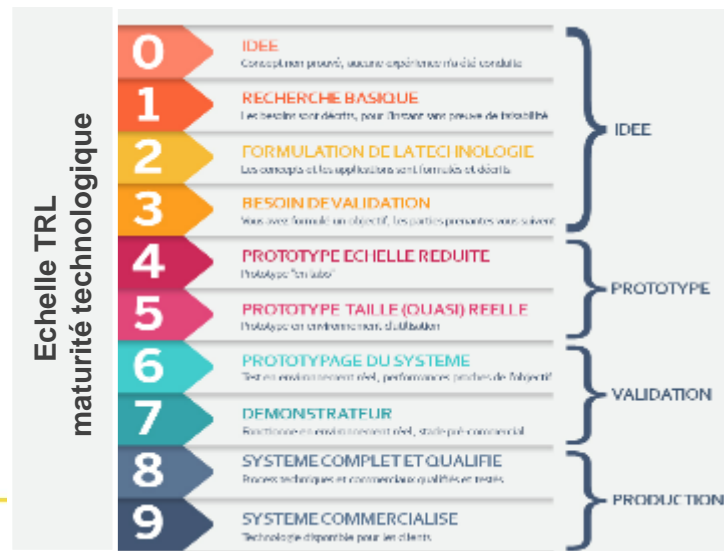 Echelle TRL
maturité technologique
0
IDEE
Concept non prouvé, aucune expérience n'a été conduite
1
RECHERCHE BASIQUE
Les besoins sont décrits, pour l'instant sans preuve de faisabilité
2
FORMULATION DE LA TECHNOLOGIE
Les concepts et les applications sont formulés et décrits
3
BESOIN DE VALIDATION
Vous avez formulé un objectif, les parties prenantes vous suivent
IDEE
4
PROTOTYPE ECHELLE REDUITE
Prototype "en labo"
5
PROTOTYPE TAILLE (QUASI) REELLE
Prototype en environnement d'utilisation
PROTOTYPE
6
PROTOTYPAGE DU SYSTEME
Test en environnement réel, performances proches de l'objectif
7
DEMONSTRATEUR
Fonctionne en environnement réel, stade pré-commercial
VALIDATION
8
SYSTEME COMPLET ET QUALIFIE
Process techniques et commerciaux qualifiés et testés
9
SYSTEME COMMERCIALISE
Technologie disponible pour les clients
PRODUCTION